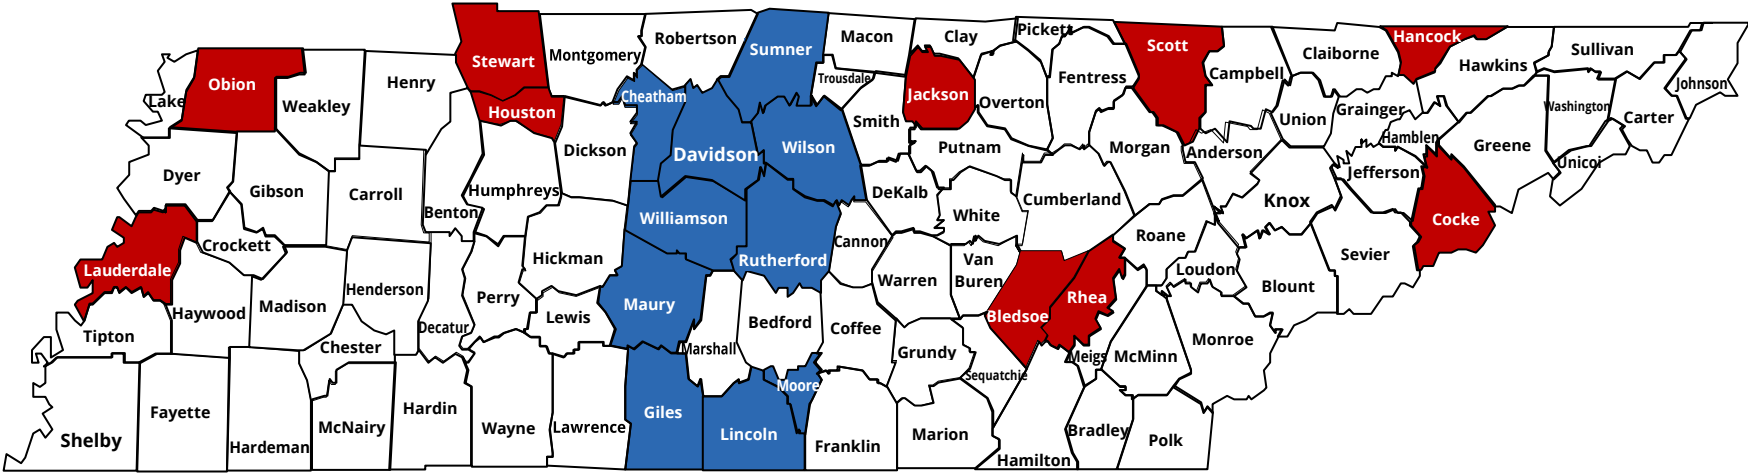 Pickett
Hancock
Macon
Clay
Robertson
Scott
Sumner
Sullivan
Claiborne
Montgomery
Stewart
Hawkins
Campbell
Fentress
Trousdale
Henry
Obion
Johnson
Jackson
Cheatham
Lake
Overton
Weakley
Washington
Grainger
Houston
Carter
Union
Smith
Hamblen
Greene
Wilson
Putnam
Morgan
Dickson
Davidson
Anderson
Unicoi
Jefferson
Dyer
Gibson
Humphreys
DeKalb
Carroll
Cumberland
Knox
Benton
White
Williamson
Cocke
Roane
Cannon
Crockett
Sevier
Hickman
Rutherford
Van
Buren
Loudon
Lauderdale
Warren
Blount
Henderson
Perry
Rhea
Maury
Madison
Haywood
Bledsoe
Lewis
Bedford
Decatur
Coffee
Tipton
Monroe
Chester
Marshall
Grundy
Meigs
McMinn
Sequatchie
Moore
Hardin
Fayette
Giles
McNairy
Lawrence
Wayne
Bradley
Lincoln
Marion
Shelby
Polk
Hardeman
Franklin
Hamilton